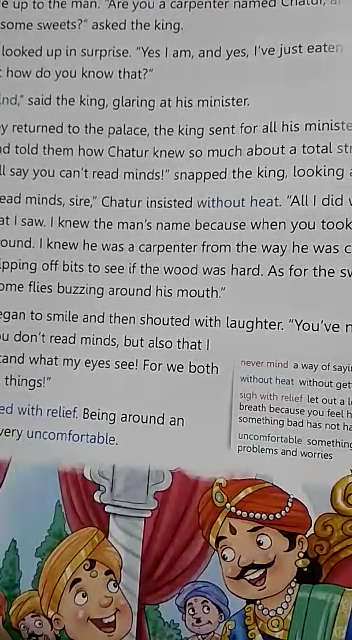 e up to the man. "Are you a carpenter named Chatur, a
some sweets?" asked the king.
looked up in surprise. "Yes I am, and yes, I've just eaten
how do you know that?"
ind," said the king, glaring at his minister.
ey returned to the palace, the king sent for all his ministe
nd told them how Chatur knew so much about a total str
ll say you can't read minds!" snapped the king, looking a
ead minds, sire," Chatur insisted without heat. "All I did w
at I saw. I knew the man's name because when you took
ound. I knew he was a carpenter from the way he was c
ipping off bits to see if the wood was hard. As for the sw
ome flies buzzing around his mouth."
egan to smile and then shouted with laughter. "You've n
u don't read minds, but also that I
tand what my eyes see! For we both
things!"
ed with relief. Being around an
very uncomfortable.
never mind a way of sayi
without heat without get
sigh with relief let out a l
breath because you feel h
something bad has not ha
uncomfortable somethin
problems and worries